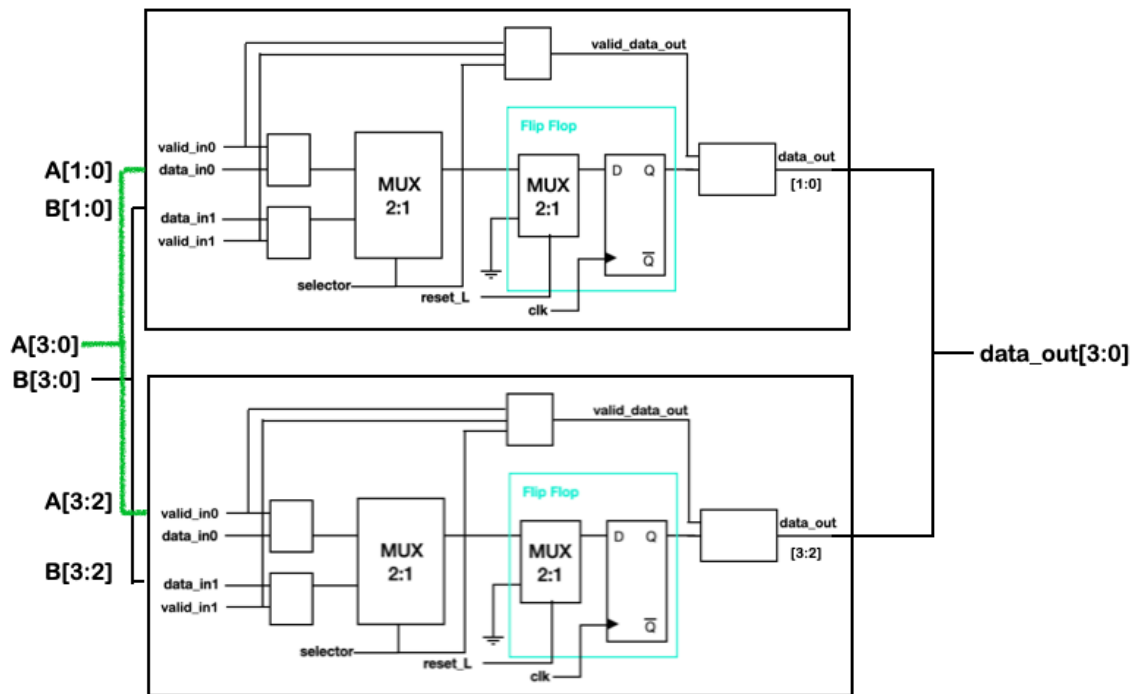 valid_data_out
Flip Flop
valid_in0
A[1:0]
data_in0
MUX
2:1
MUX
2:1
D
Q
data_out
[1:0]
B[1:0]
data_in1
valid_in1
Q
selector
reset_L
clk
A[3:0]
B[3:0]
data_out[3:0]
valid_data_out
Flip Flop
A[3:2]
valid_in0
data_in0
MUX
2:1
MUX
2:1
D
Q
data_out
[3:2]
B[3:2]
data_in1
valid_in1
Q
selector
reset_L
clk